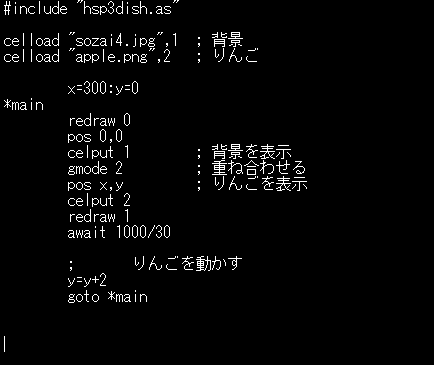 #include "hsp3dish.as"
celload "sozai4.jpg",1 ; 背景
celload "apple.png",2 ; りんご
x=300:y=0
*main
redraw 0
pos 0,0
celput 1 ; 背景を表示
gmode 2 ; 重ね合わせる
pos x,y ; りんごを表示
celput 2
redraw 1
await 1000/30
; りんごを動かす
y=y+2
goto *main